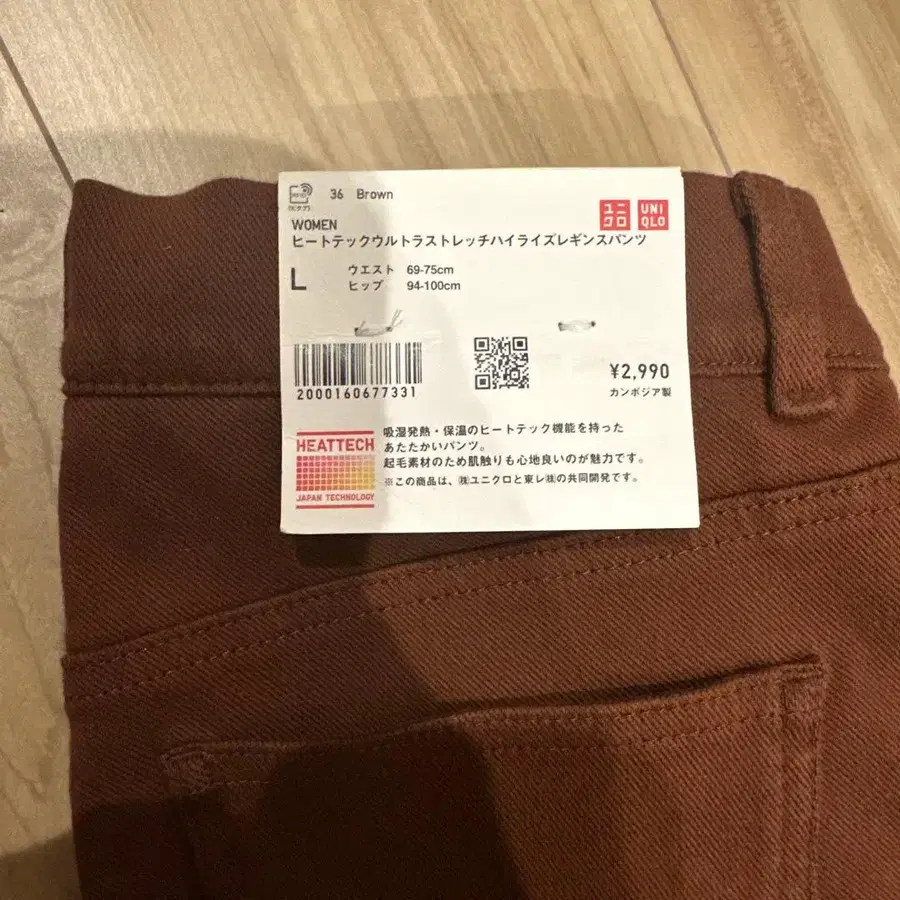 36 Brown
WOMEN
ユニクロ
UNIQLO
ヒートテックウルトラストレッチハイライズレギンスパンツ
L
ウエスト 69-75cm
ヒップ 94-100cm
2000160677331
¥2,990
カンボジア製
HEATTECH
JAPAN TECHNOLOGY
吸湿発熱・保温のヒートテック機能を持った
あたたかいパンツ。
起毛素材のため肌触りも心地良いのが魅力です。
※この商品は、㈱ユニクロと東レ㈱の共同開発です。